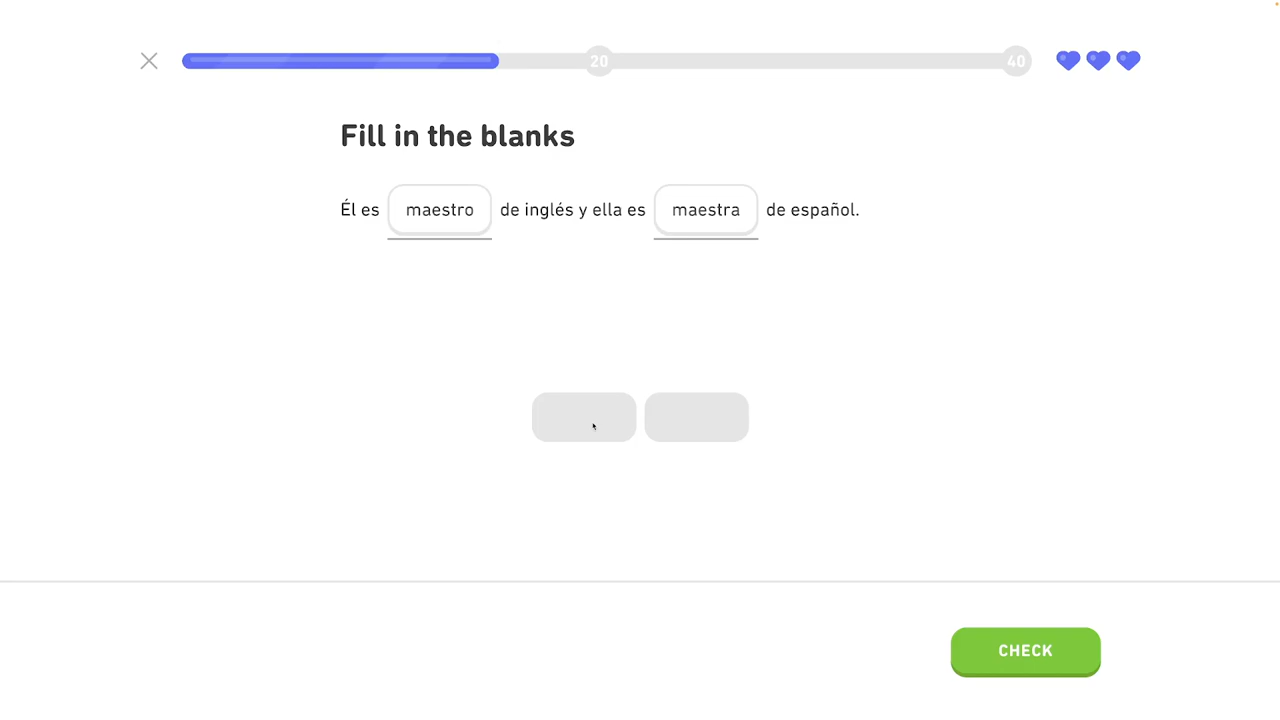 20
40
Fill in the blanks
Él es maestro de inglés y ella es maestra de español.
CHECK